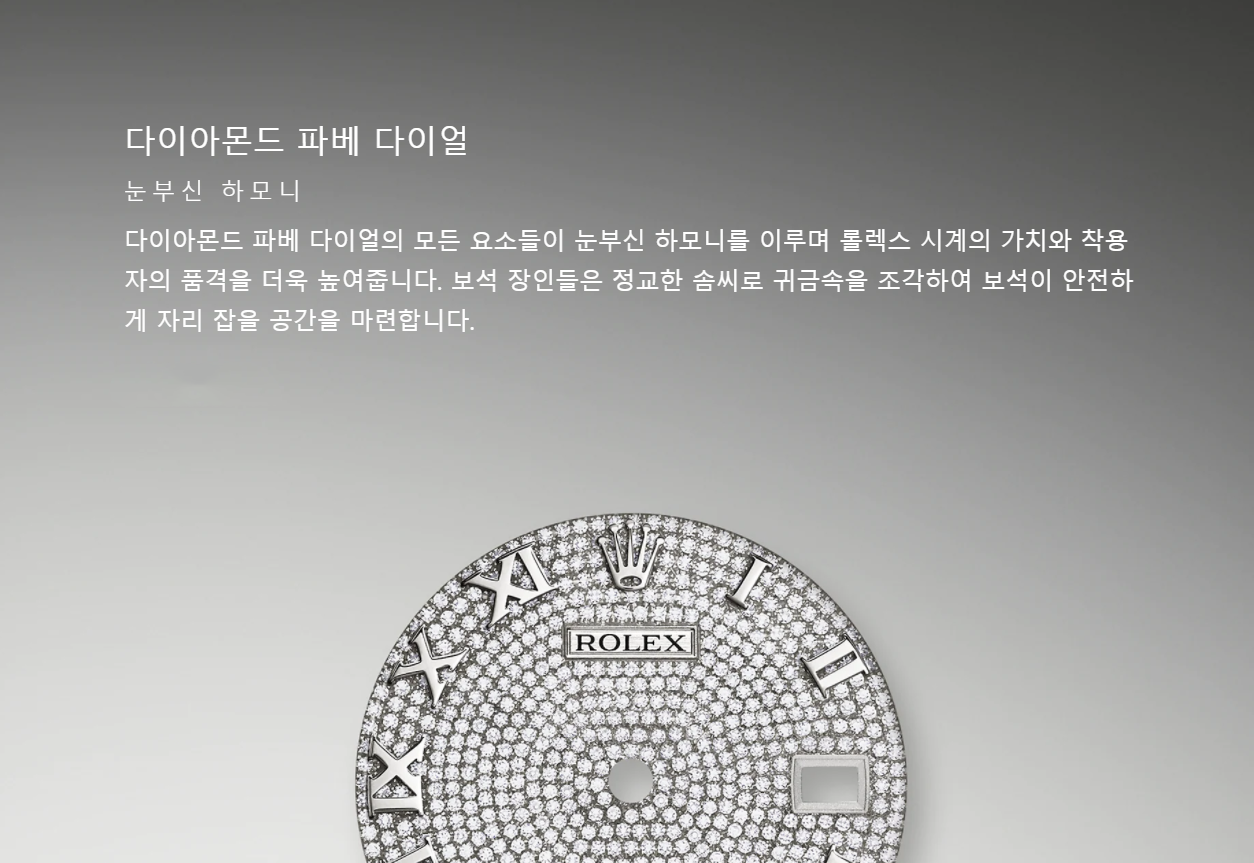 다이아몬드 파베 다이얼
눈부신 하모니
다이아몬드 파베 다이얼의 모든 요소들이 눈부신 하모니를 이루며 롤렉스 시계의 가치와 착용
자의 품격을 더욱 높여줍니다. 보석 장인들은 정교한 솜씨로 귀금속을 조각하여 보석이 안전하
게 자리 잡을 공간을 마련합니다.
XI
I
ROLEX
X
II
IX